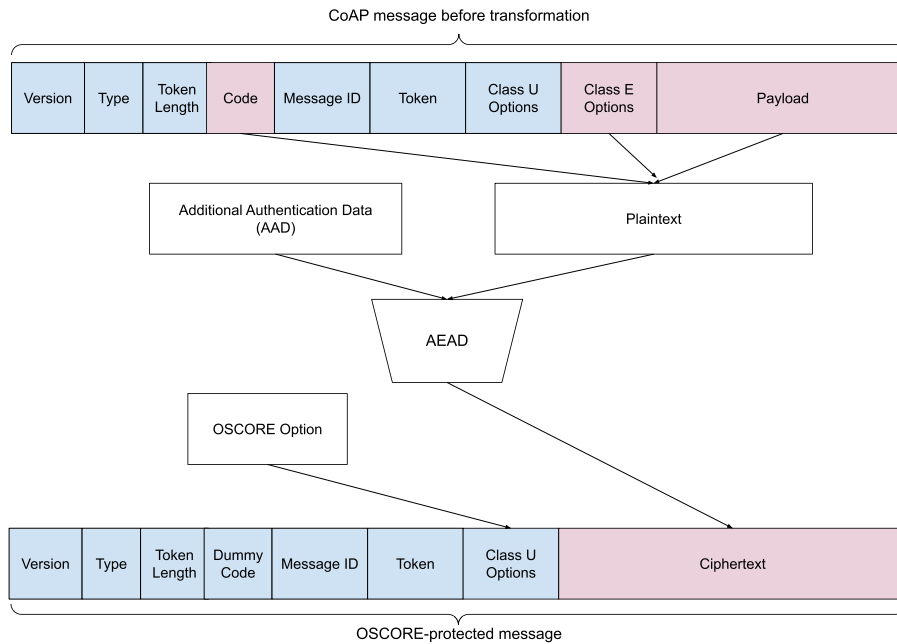 CoAP message before transformation
Version
Type
Token
Length
Code
Message ID
Token
Class U
Options
Class E
Options
Payload
Additional Authentication Data
(AAD)
Plaintext
AEAD
OSCORE Option
Version
Type
Token
Length
Dummy
Code
Message ID
Token
Class U
Options
Ciphertext
OSCORE-protected message